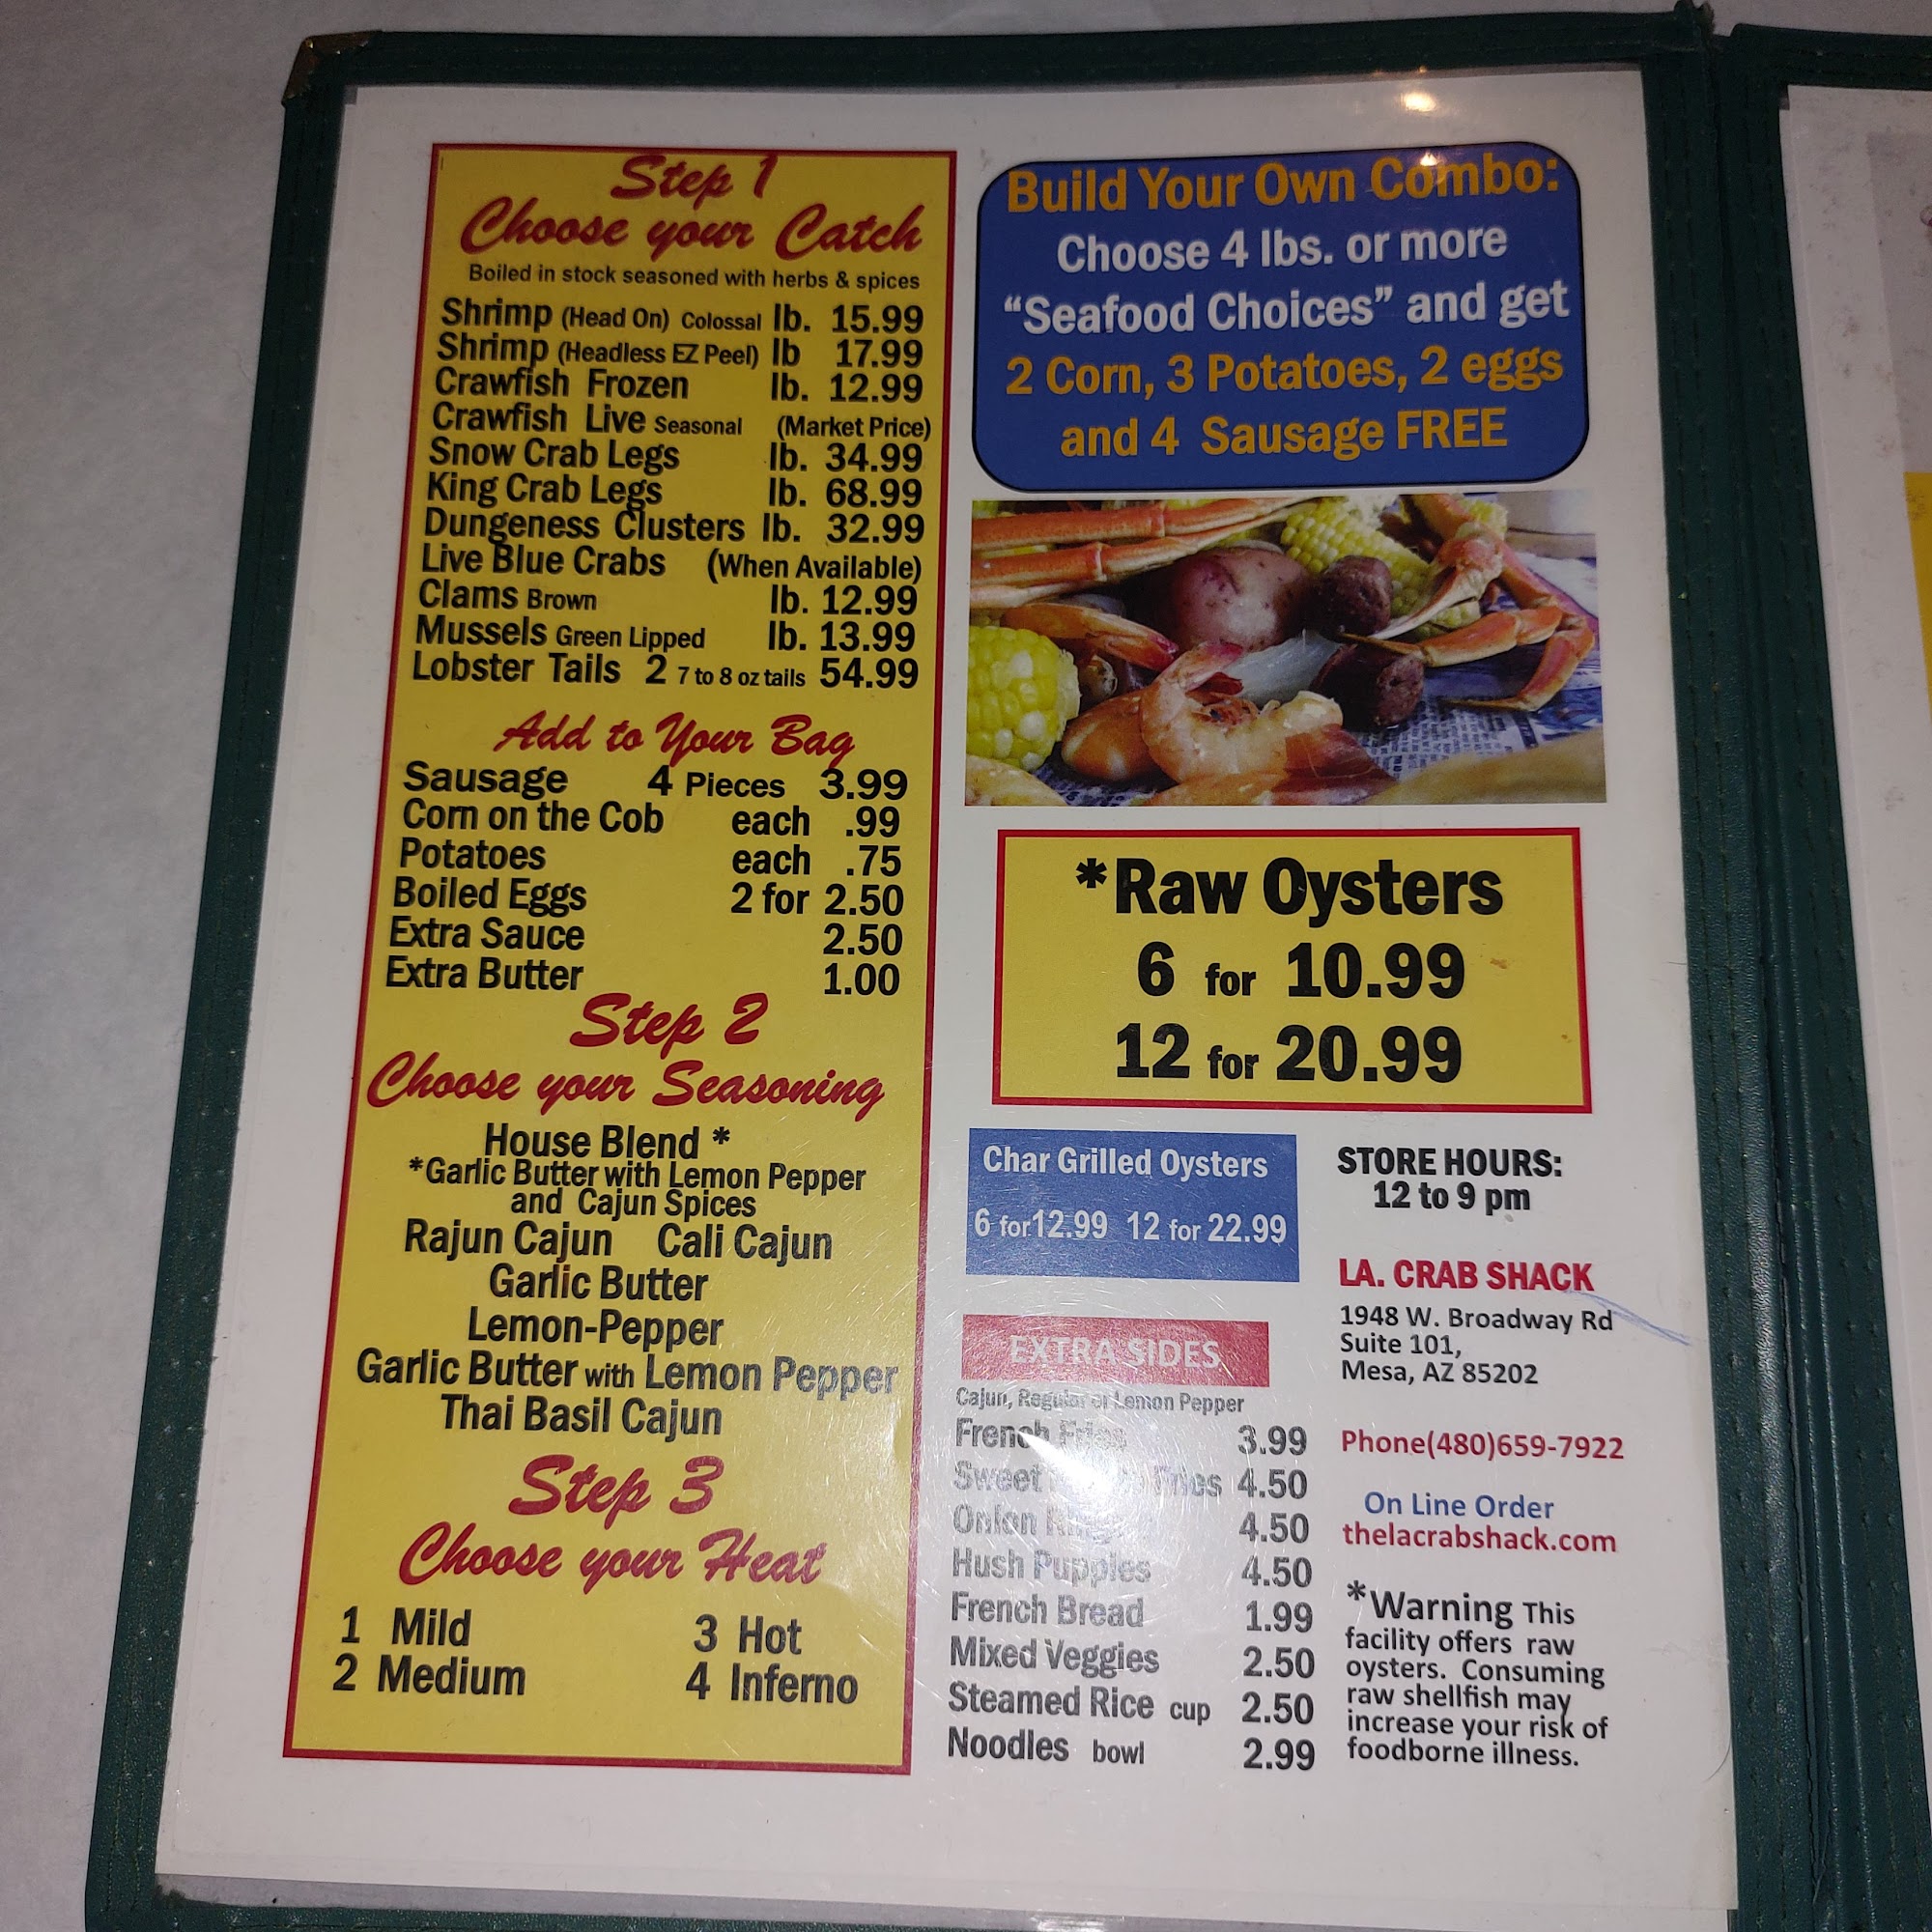 Step 1
Choose your Catch
Boiled in stock seasoned with herbs & spices
Shrimp (Head On) Colossal lb. 15.99
Shrimp (Headless EZ Peel) lb 17.99
Crawfish Frozen lb. 12.99
Crawfish Live Seasonal (Market Price)
Snow Crab Legs lb. 34.99
King Crab Legs lb. 68.99
Dungeness Clusters lb. 32.99
Live Blue Crabs (When Available)
Clams Brown lb. 12.99
Mussels Green Lipped lb. 13.99
Lobster Tails 2 7 to 8 oz tails 54.99
Add to Your Bag
Sausage 4 Pieces 3.99
Corn on the Cob each .99
Potatoes each .75
Boiled Eggs 2 for 2.50
Extra Sauce 2.50
Extra Butter 1.00
Step 2
Choose your Seasoning
House Blend *
*Garlic Butter with Lemon Pepper
and Cajun Spices
Rajun Cajun Cali Cajun
Garlic Butter
Lemon-Pepper
Garlic Butter with Lemon Pepper
Thai Basil Cajun
Step 3
Choose your Heat
1 Mild 3 Hot
2 Medium 4 Inferno
Build Your Own Combo:
Choose 4 lbs. or more
"Seafood Choices" and get
2 Corn, 3 Potatoes, 2 eggs
and 4 Sausage FREE
*Raw Oysters
6 for 10.99
12 for 20.99
Char Grilled Oysters
6 for 12.99 12 for 22.99
EXTRA SIDES
Cajun, Regular or Lemon Pepper
French Fries 3.99
Sweet Potato Fries 4.50
Onion Rings 4.50
Hush Puppies 4.50
French Bread 1.99
Mixed Veggies 2.50
Steamed Rice cup 2.50
Noodles bowl 2.99
STORE HOURS:
12 to 9 pm
LA. CRAB SHACK
1948 W. Broadway Rd
Suite 101,
Mesa, AZ 85202
Phone(480)659-7922
On Line Order
thelacrabshack.com
*Warning This
facility offers raw
oysters. Consuming
raw shellfish may
increase your risk of
foodborne illness.